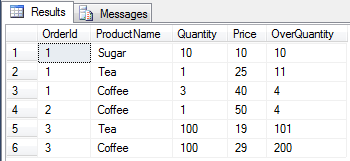 Results Messages
OrderId ProductName Quantity Price OverQuantity
1 1 Sugar 10 10 10
2 1 Tea 1 25 11
3 1 Coffee 3 40 4
4 2 Coffee 1 50 4
5 3 Tea 100 19 101
6 3 Coffee 100 29 200